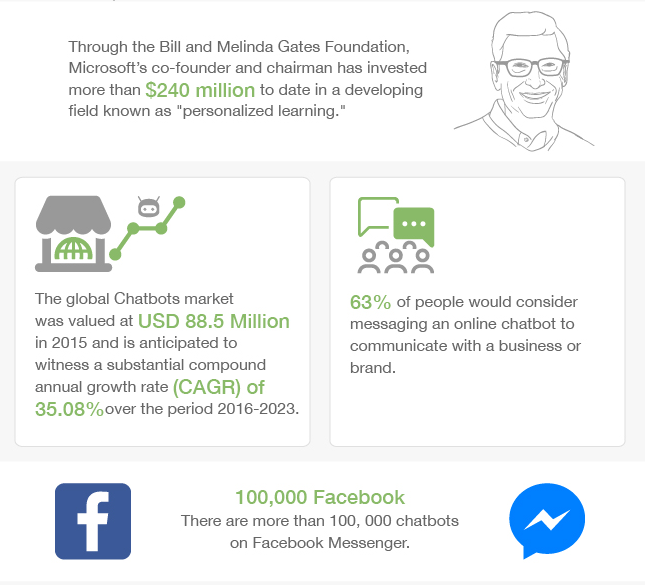 Through the Bill and Melinda Gates Foundation,
Microsoft's co-founder and chairman has invested
more than $240 million to date in a developing
field known as "personalized learning."
The global Chatbots market
was valued at USD 88.5 Million
in 2015 and is anticipated to
witness a substantial compound
annual growth rate (CAGR) of
35.08% over the period 2016-2023.
63% of people would consider
messaging an online chatbot to
communicate with a business or
brand.
100,000 Facebook
There are more than 100, 000 chatbots
on Facebook Messenger.